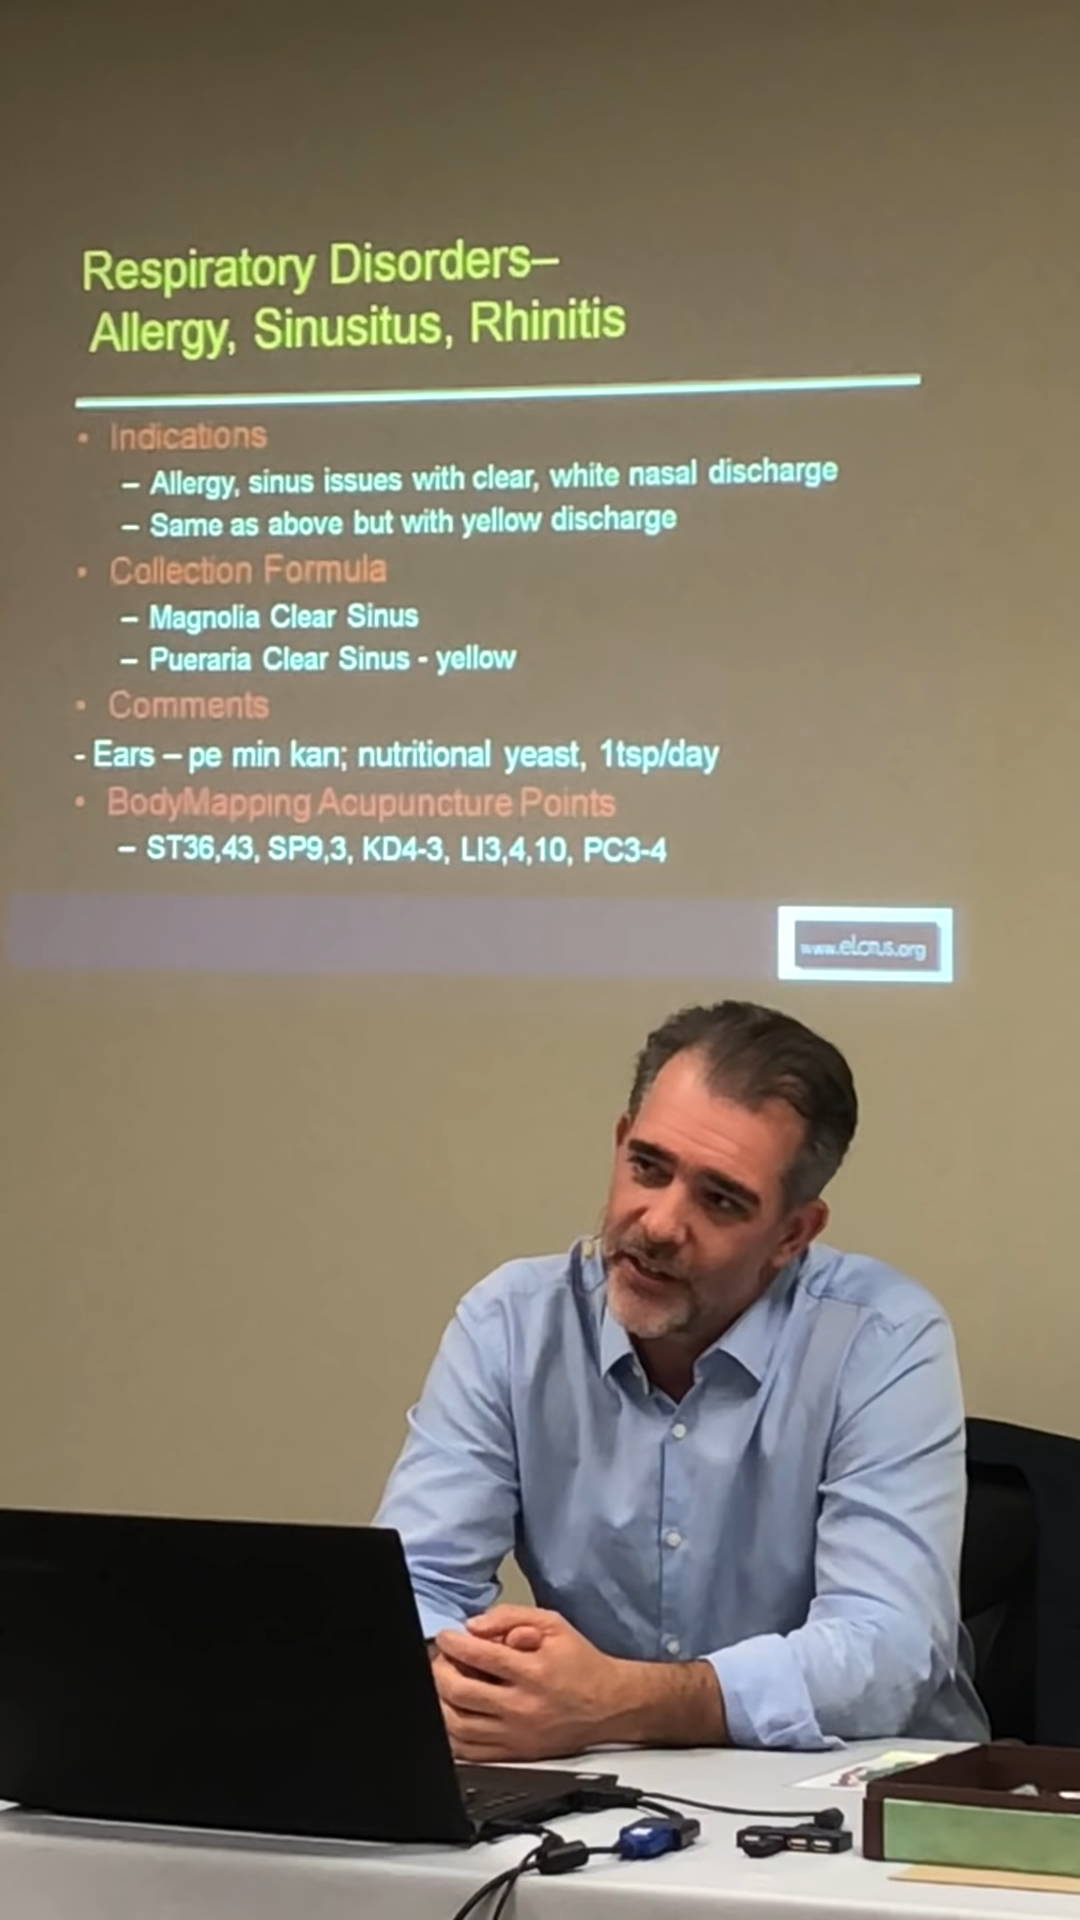 Respiratory Disorders–
Allergy, Sinusitus, Rhinitis
• Indications
– Allergy, sinus issues with clear, white nasal discharge
– Same as above but with yellow discharge
• Collection Formula
– Magnolia Clear Sinus
– Pueraria Clear Sinus - yellow
• Comments
- Ears – pe min kan; nutritional yeast, 1tsp/day
• BodyMapping Acupuncture Points
– ST36,43, SP9,3, KD4-3, LI3,4,10, PC3-4
www.elotus.org